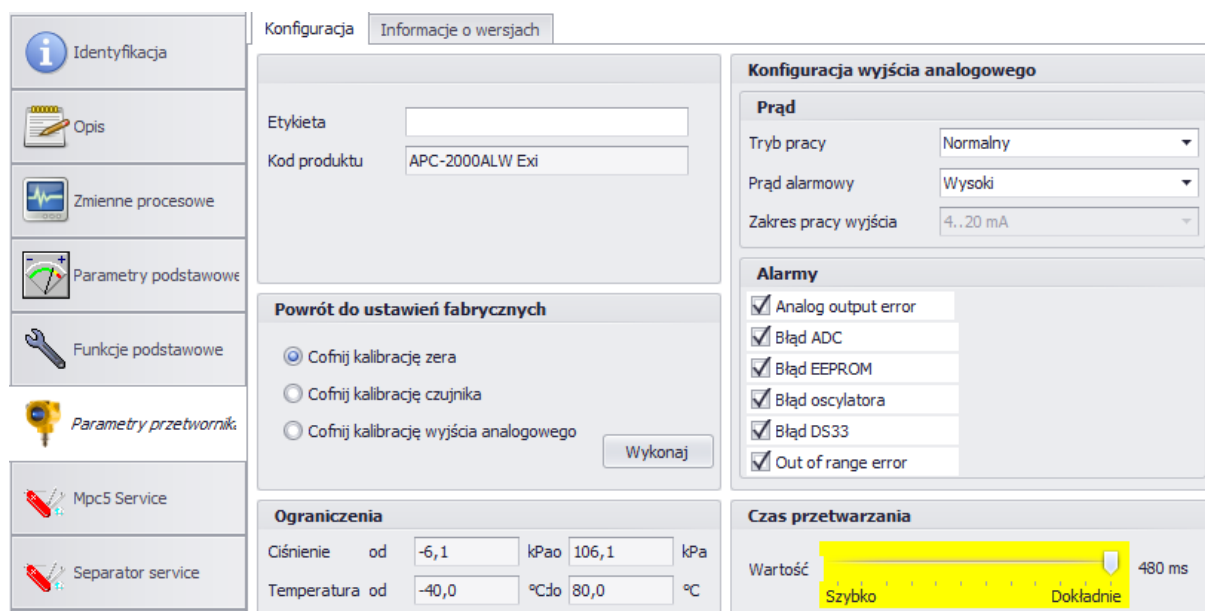 Identyfikacja
Opis
Zmienne procesowe
Parametry podstawowe
Funkcje podstawowe
Parametry przetwornika
Mpc5 Service
Separator service
Konfiguracja
Informacje o wersjach
Etykieta
Kod produktu APC-2000ALW Exi
Powrót do ustawień fabrycznych
Cofnij kalibrację zera
Cofnij kalibrację czujnika
Cofnij kalibrację wyjścia analogowego
Wykonaj
Ograniczenia
Ciśnienie od -6,1 kPao 106,1 kPa
Temperatura od -40,0 °Cdo 80,0 °C
Konfiguracja wyjścia analogowego
Prąd
Tryb pracy Normalny
Prąd alarmowy Wysoki
Zakres pracy wyjścia 4..20 mA
Alarmy
Analog output error
Błąd ADC
Błąd EEPROM
Błąd oscylatora
Błąd DS33
Out of range error
Czas przetwarzania
Wartość 480 ms
Szybko Dokładnie